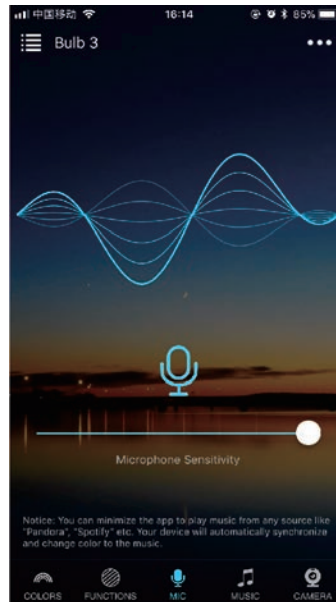 中国移动 16:14 85%
Bulb 3
Microphone Sensitivity
Notice: You can minimize the app to play music from any source like
"Pandora", "Spotify" etc. Your device will automatically synchronize
and change color to the music.
COLORS FUNCTIONS MIC MUSIC CAMERA